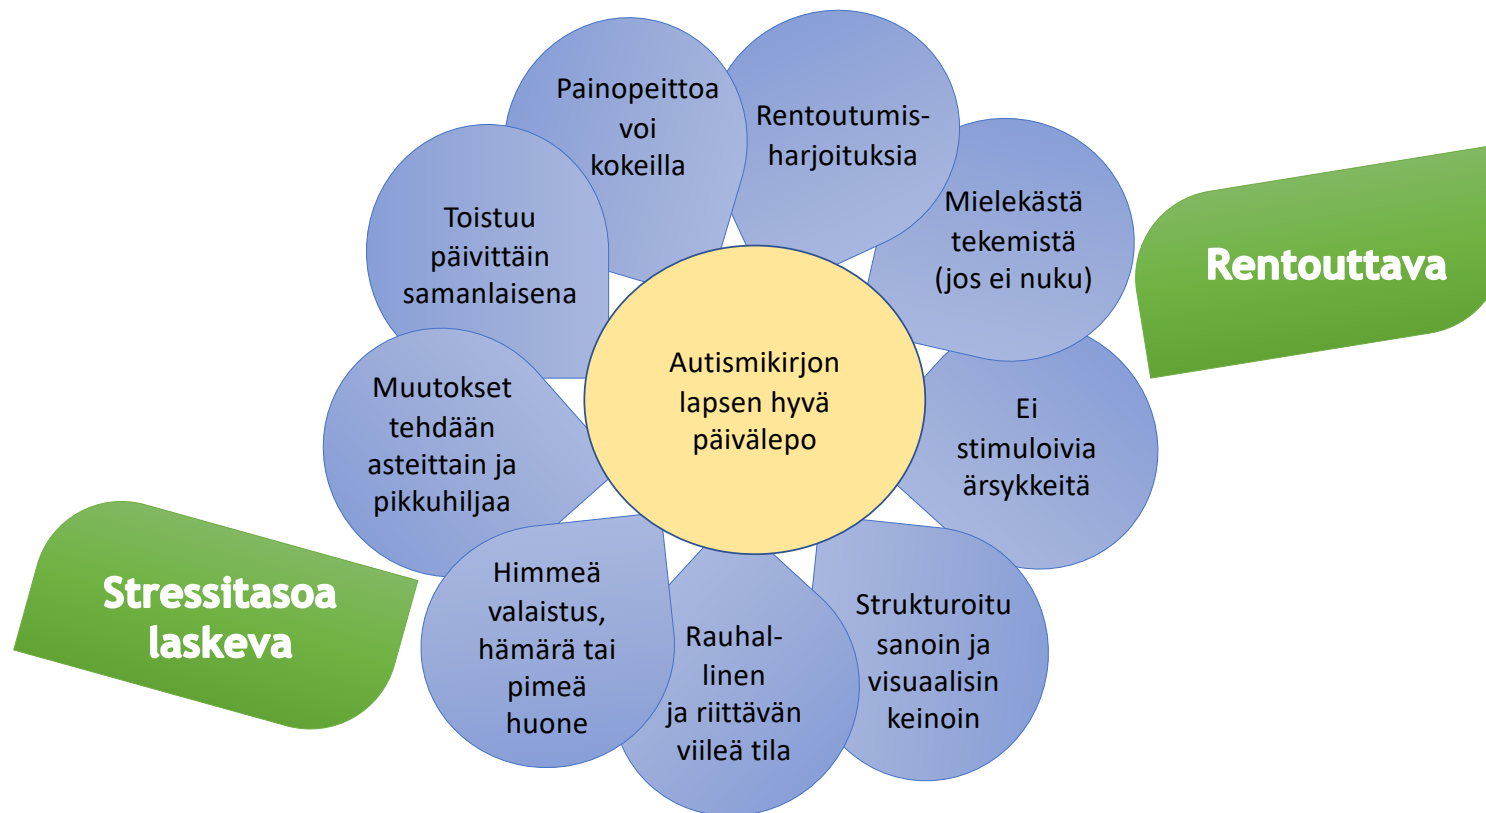 Painopeittoa
voi
kokeilla
Rentoutumis-
harjoituksia
Mielekästä
tekemistä
(jos ei nuku)
Ei
stimuloivia
ärsykkeitä
Strukturoitu
sanoin ja
visuaalisin
keinoin
Rauhal-
linen
ja riittävän
viileä tila
Himmeä
valaistus,
hämärä tai
pimeä
huone
Muutokset
tehdään
asteittain ja
pikkuhiljaa
Toistuu
päivittäin
samanlaisena
Autismikirjon
lapsen hyvä
päivälepo
Rentouttava
Stressitasoa
laskeva